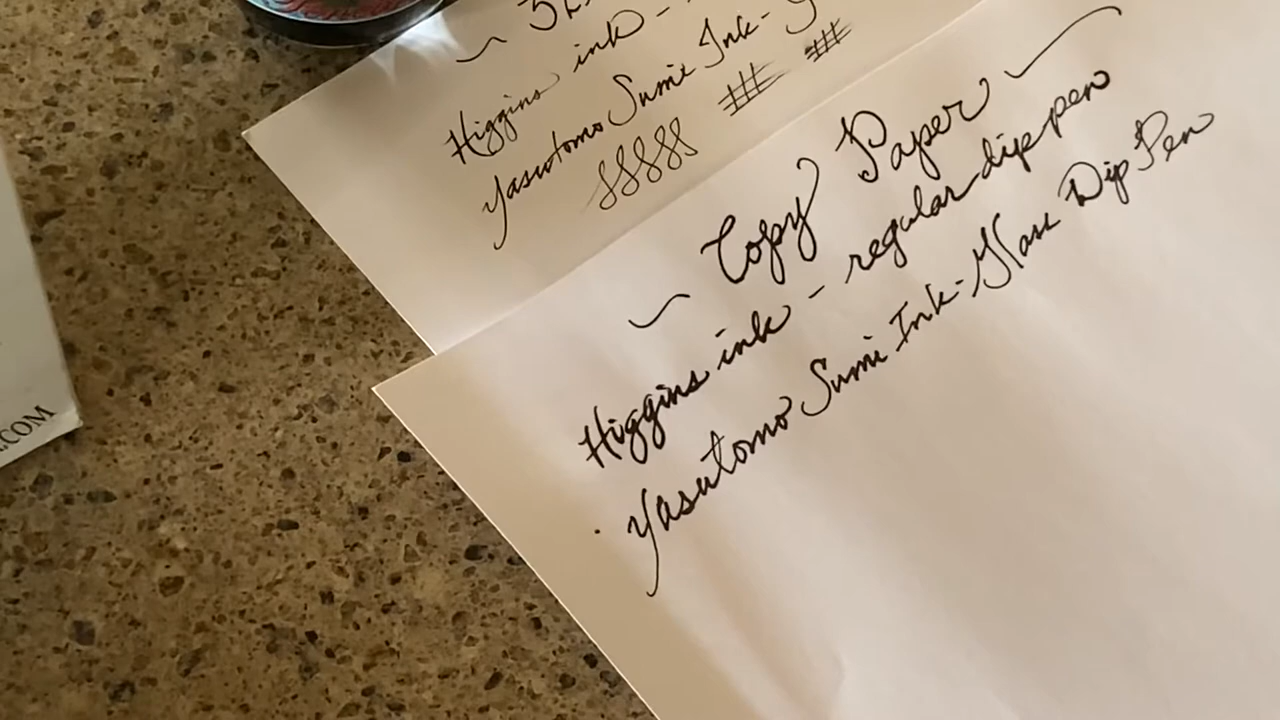 Higgins ink -
Yasutomo Sumi Ink -
~ Copy Paper ~
Higgins ink - regular dip pen
Yasutomo Sumi Ink - Glass Dip Pen
.COM